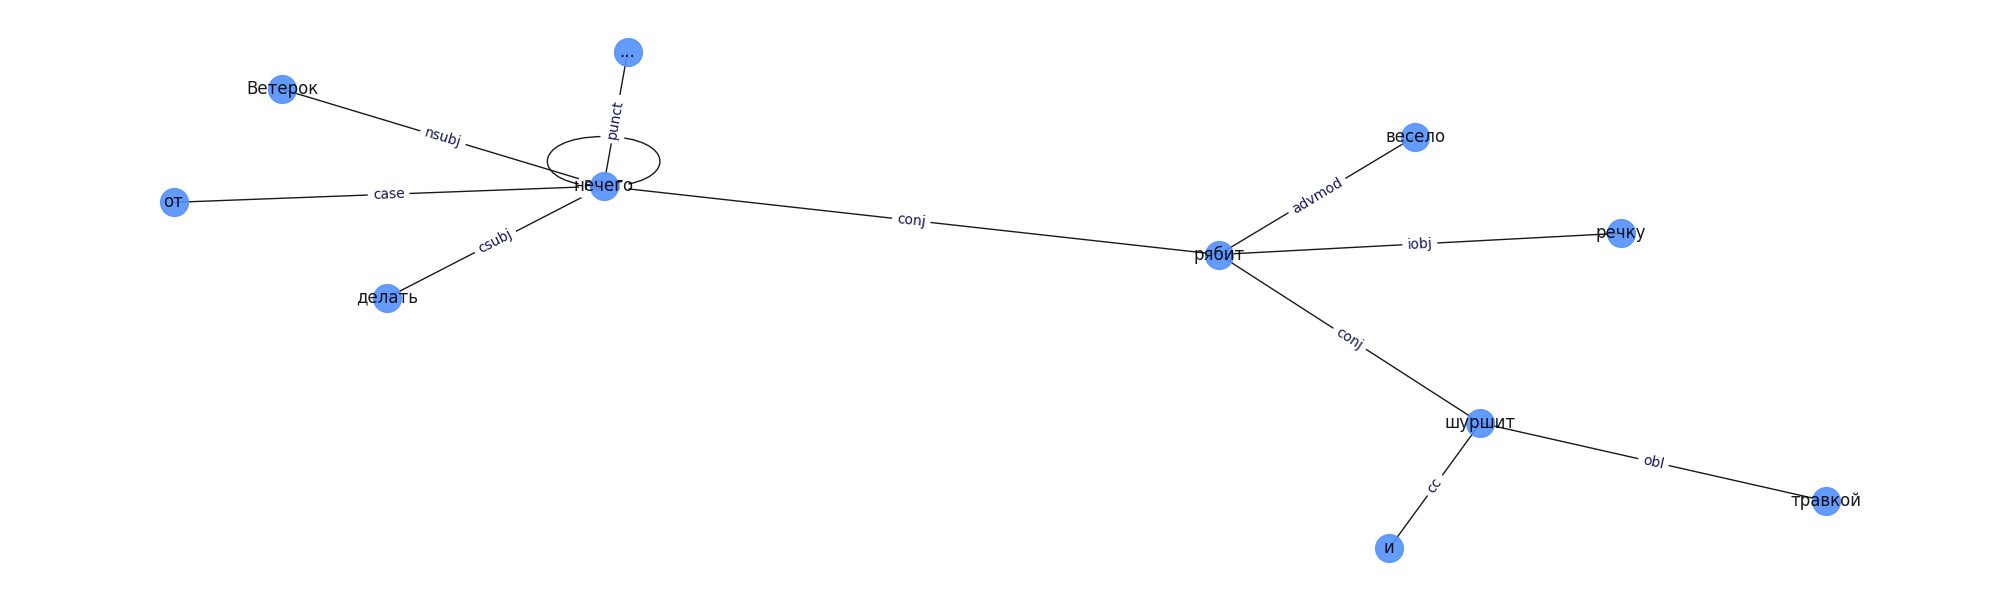 ...
Ветерок
nsubj
punct
весело
от
case
нечего
advmod
речку
csubj
conj
iobj
рябит
делать
conj
шуршит
obl
cc
травкой
и